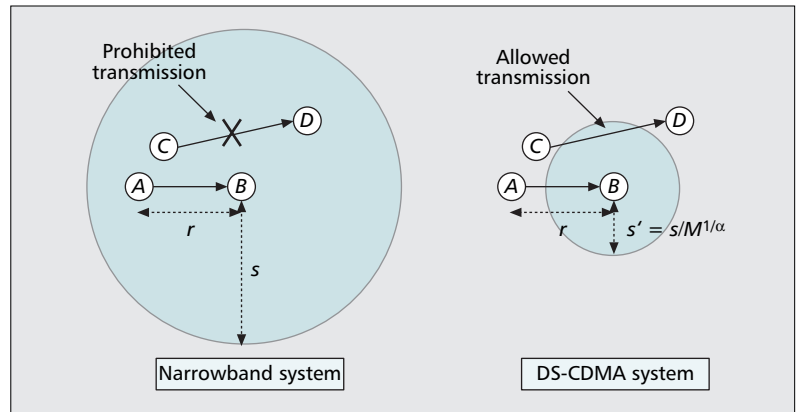 Prohibited
transmission
C
D
A
B
r
s
Narrowband system
Allowed
transmission
C
D
A
B
r
s′ = s/M^{1/α}
DS-CDMA system